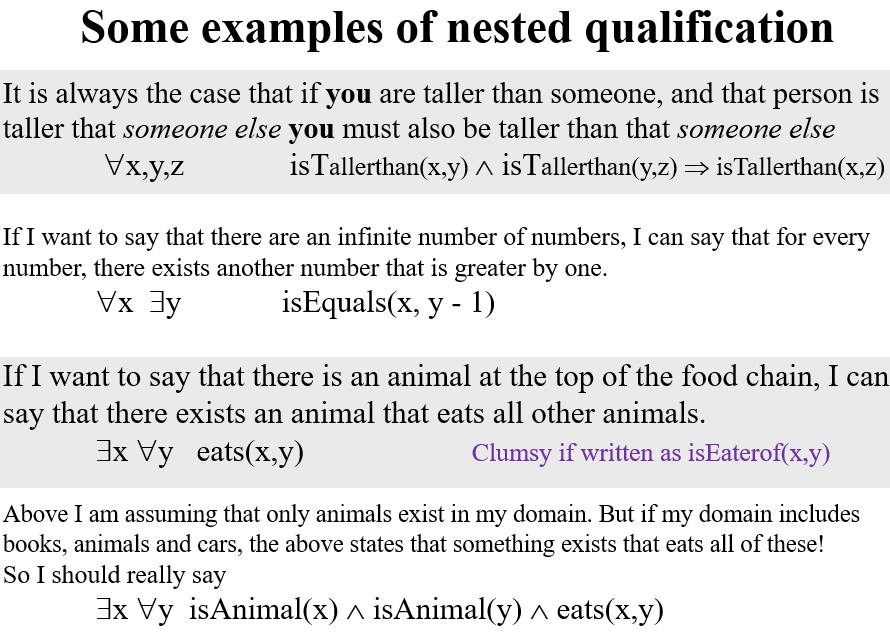 Some examples of nested qualification
It is always the case that if you are taller than someone, and that person is
taller that someone else you must also be taller than that someone else
∀x,y,z isTallerthan(x,y) ∧ isTallerthan(y,z) ⇒ isTallerthan(x,z)
If I want to say that there are an infinite number of numbers, I can say that for every
number, there exists another number that is greater by one.
∀x ∃y isEquals(x, y - 1)
If I want to say that there is an animal at the top of the food chain, I can
say that there exists an animal that eats all other animals.
∃x ∀y eats(x,y) Clumsy if written as isEaterof(x,y)
Above I am assuming that only animals exist in my domain. But if my domain includes
books, animals and cars, the above states that something exists that eats all of these!
So I should really say
∃x ∀y isAnimal(x) ∧ isAnimal(y) ∧ eats(x,y)